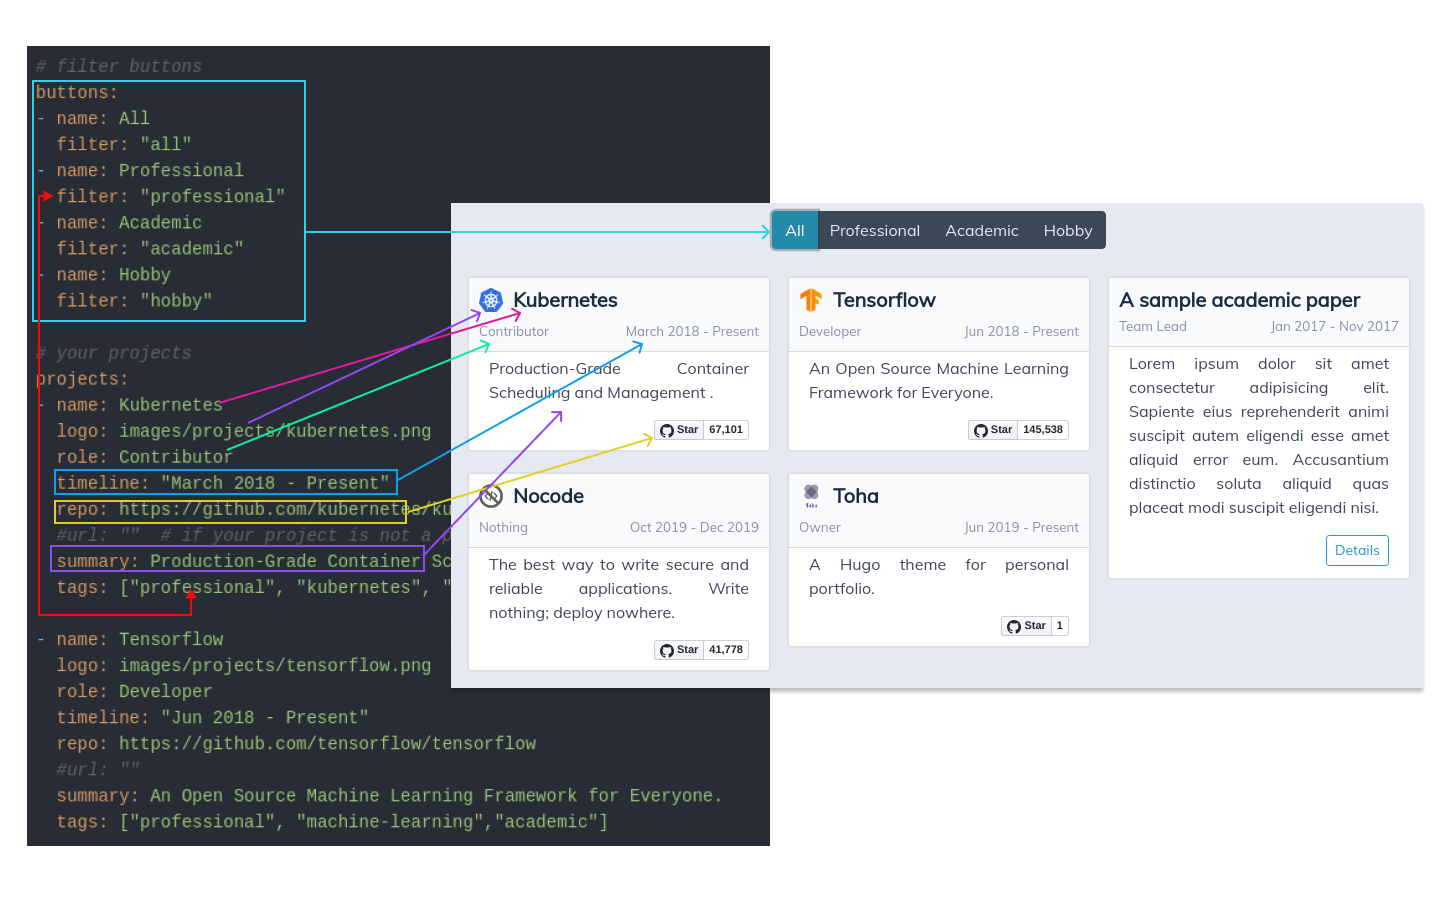 # filter buttons
buttons:
- name: All
filter: "all"
- name: Professional
filter: "professional"
- name: Academic
filter: "academic"
- name: Hobby
filter: "hobby"
# your projects
projects:
- name: Kubernetes
logo: images/projects/kubernetes.png
role: Contributor
timeline: "March 2018 - Present"
repo: https://github.com/kubernetes/ku
#url: "" # if your project is not a p
summary: Production-Grade Container Sc
tags: ["professional", "kubernetes", "
- name: Tensorflow
logo: images/projects/tensorflow.png
role: Developer
timeline: "Jun 2018 - Present"
repo: https://github.com/tensorflow/tensorflow
#url: ""
summary: An Open Source Machine Learning Framework for Everyone.
tags: ["professional", "machine-learning","academic"]
All Professional Academic Hobby
Kubernetes
Contributor March 2018 - Present
Production-Grade Container
Scheduling and Management .
Star 67,101
Tensorflow
Developer Jun 2018 - Present
An Open Source Machine Learning
Framework for Everyone.
Star 145,538
A sample academic paper
Team Lead Jan 2017 - Nov 2017
Lorem ipsum dolor sit amet
consectetur adipisicing elit.
Sapiente eius reprehenderit animi
suscipit autem eligendi esse amet
aliquid error eum. Accusantium
distinctio soluta aliquid quas
placeat modi suscipit eligendi nisi.
Details
Nocode
Nothing Oct 2019 - Dec 2019
The best way to write secure and
reliable applications. Write
nothing; deploy nowhere.
Star 41,778
Toha
Toha
Owner Jun 2019 - Present
A Hugo theme for personal
portfolio.
Star 1